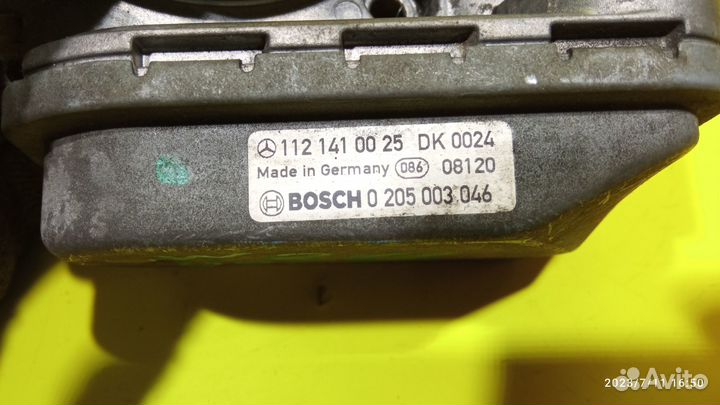 112 141 00 25 DK 0024
Made in Germany 086 08120
BOSCH 0 205 003 046
Avito
2023/7/11 16:50